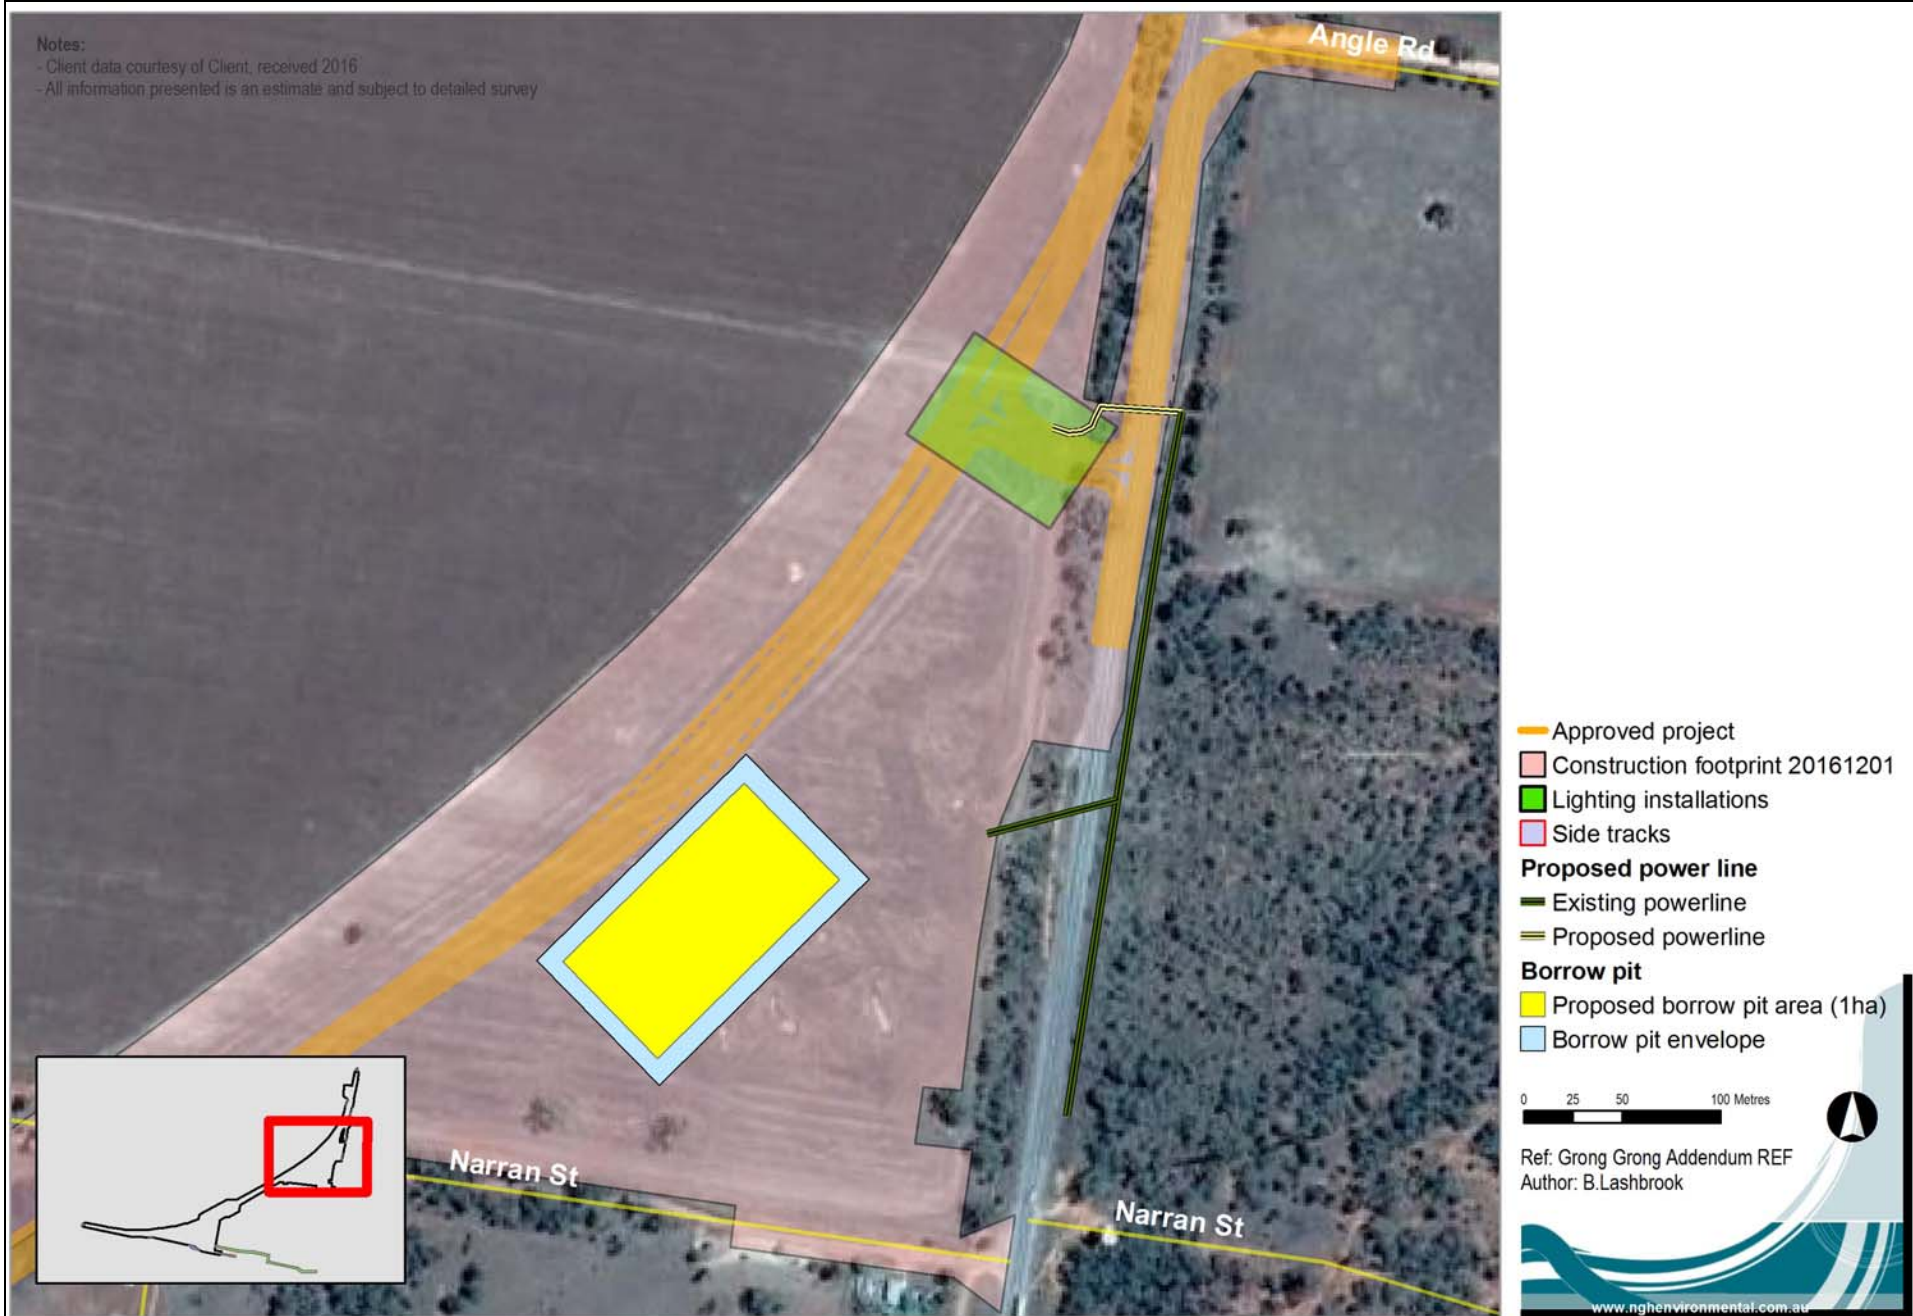 Notes:
- Client data courtesy of Client, received 2016
- All information presented is an estimate and subject to detailed survey
Angle Rd
Narran St
Narran St
Approved project
Construction footprint 20161201
Lighting installations
Side tracks
Proposed power line
Existing powerline
Proposed powerline
Borrow pit
Proposed borrow pit area (1ha)
Borrow pit envelope
0 25 50 100 Metres
Ref: Grong Grong Addendum REF
Author: B.Lashbrook
www.nghenvironmental.com.au